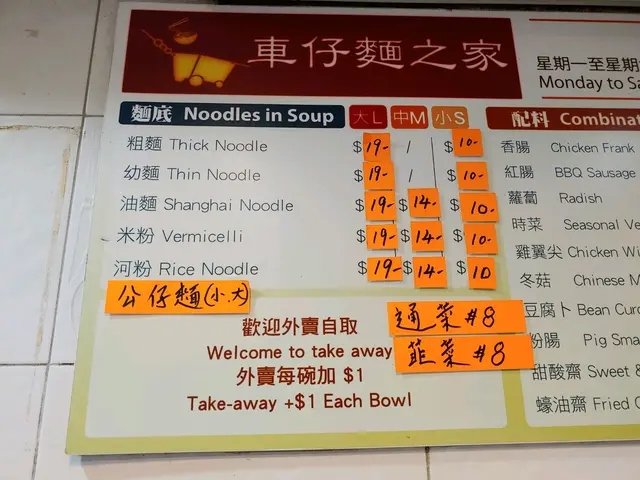 車仔麵之家
星期一至星期
Monday to Sa
麵底 Noodles in Soup 大L 中M 小S
粗麵 Thick Noodle $19- / $10-
幼麵 Thin Noodle $19- / $10-
油麵 Shanghai Noodle $19- $14- $10-
米粉 Vermicelli $19- $14- $10-
河粉 Rice Noodle $19- $14- $10
公仔麵(小.大)
歡迎外賣自取
Welcome to take away
外賣每碗加 $1
Take-away +$1 Each Bowl
通菜#8
韮菜#8
配料 Combinat
香腸 Chicken Frank
紅腸 BBQ Sausage
蘿蔔 Radish
時菜 Seasonal Ve
雞翼尖 Chicken Wi
冬菇 Chinese M
豆腐卜 Bean Curd
粉腸 Pig Sma
甜酸齋 Sweet &
蠔油齋 Fried G